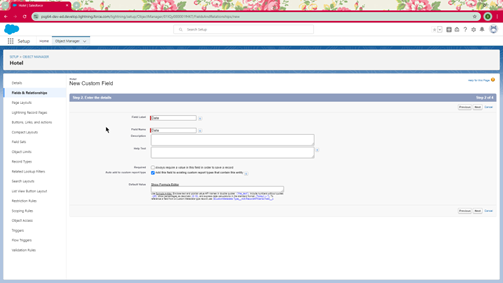 Hotel | Salesforce
Search Setup
Setup
Home
Object Manager
SETUP > OBJECT MANAGER
Hotel
Details
Fields & Relationships
Page Layouts
Lightning Record Pages
Buttons, Links, and Actions
Compact Layouts
Field Sets
Object Limits
Record Types
Related Lookup Filters
Search Layouts
List View Button Layout
Restriction Rules
Scoping Rules
Object Access
Triggers
Flow Triggers
Validation Rules
Hotel
New Custom Field
Help for this Page
Step 2. Enter the details
Step 2 of 4
Previous
Next
Cancel
Field Label
Date
Field Name
Date
Description
Help Text
Required
Always require a value in this field in order to save a record
Auto add to custom report type
Add this field to existing custom report types that contain this entity
Default Value
Show Formula Editor
Previous
Next
Cancel